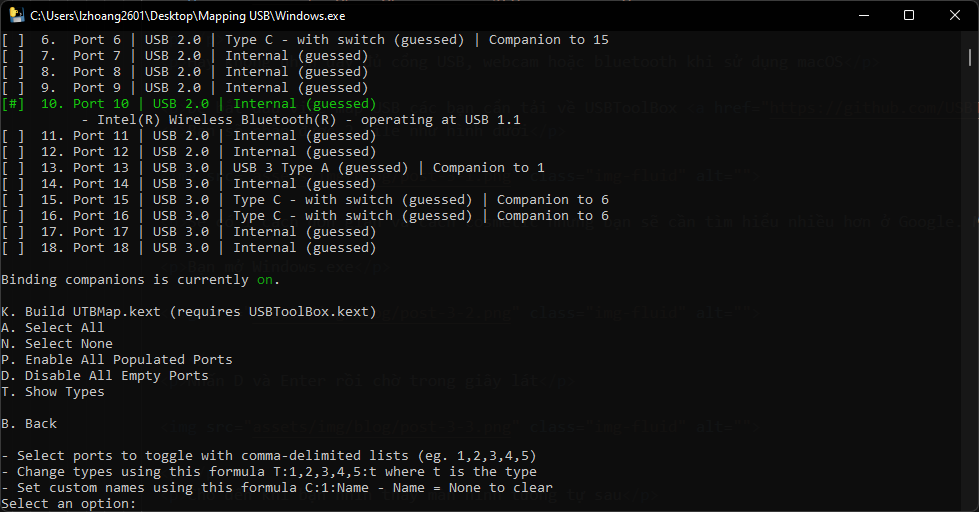 C:\Users\lzhoang2601\Desktop\Mapping USB\Windows.exe
[ ]  6.  Port 6 | USB 2.0 | Type C - with switch (guessed) | Companion to 15
[ ]  7.  Port 7 | USB 2.0 | Internal (guessed)
[ ]  8.  Port 8 | USB 2.0 | Internal (guessed)
[ ]  9.  Port 9 | USB 2.0 | Internal (guessed)
[#]  10. Port 10 | USB 2.0 | Internal (guessed)
- Intel(R) Wireless Bluetooth(R) - operating at USB 1.1
[ ]  11. Port 11 | USB 2.0 | Internal (guessed)
[ ]  12. Port 12 | USB 2.0 | Internal (guessed)
[ ]  13. Port 13 | USB 3.0 | USB 3 Type A (guessed) | Companion to 1
[ ]  14. Port 14 | USB 3.0 | Internal (guessed)
[ ]  15. Port 15 | USB 3.0 | Type C - with switch (guessed) | Companion to 6
[ ]  16. Port 16 | USB 3.0 | Type C - with switch (guessed) | Companion to 6
[ ]  17. Port 17 | USB 3.0 | Internal (guessed)
[ ]  18. Port 18 | USB 3.0 | Internal (guessed)
Binding companions is currently on.
K. Build UTBMap.kext (requires USBToolBox.kext)
A. Select All
N. Select None
P. Enable All Populated Ports
D. Disable All Empty Ports
T. Show Types
B. Back
- Select ports to toggle with comma-delimited lists (eg. 1,2,3,4,5)
- Change types using this formula T:1,2,3,4,5:t where t is the type
- Set custom names using this formula C:1:Name - Name = None to clear
Select an option: